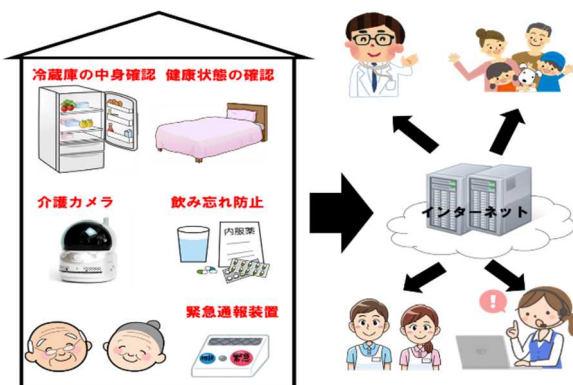 冷蔵庫の中身確認 健康状態の確認
介護カメラ 飲み忘れ防止
内服薬
緊急通報装置
緊急
インターネット
!